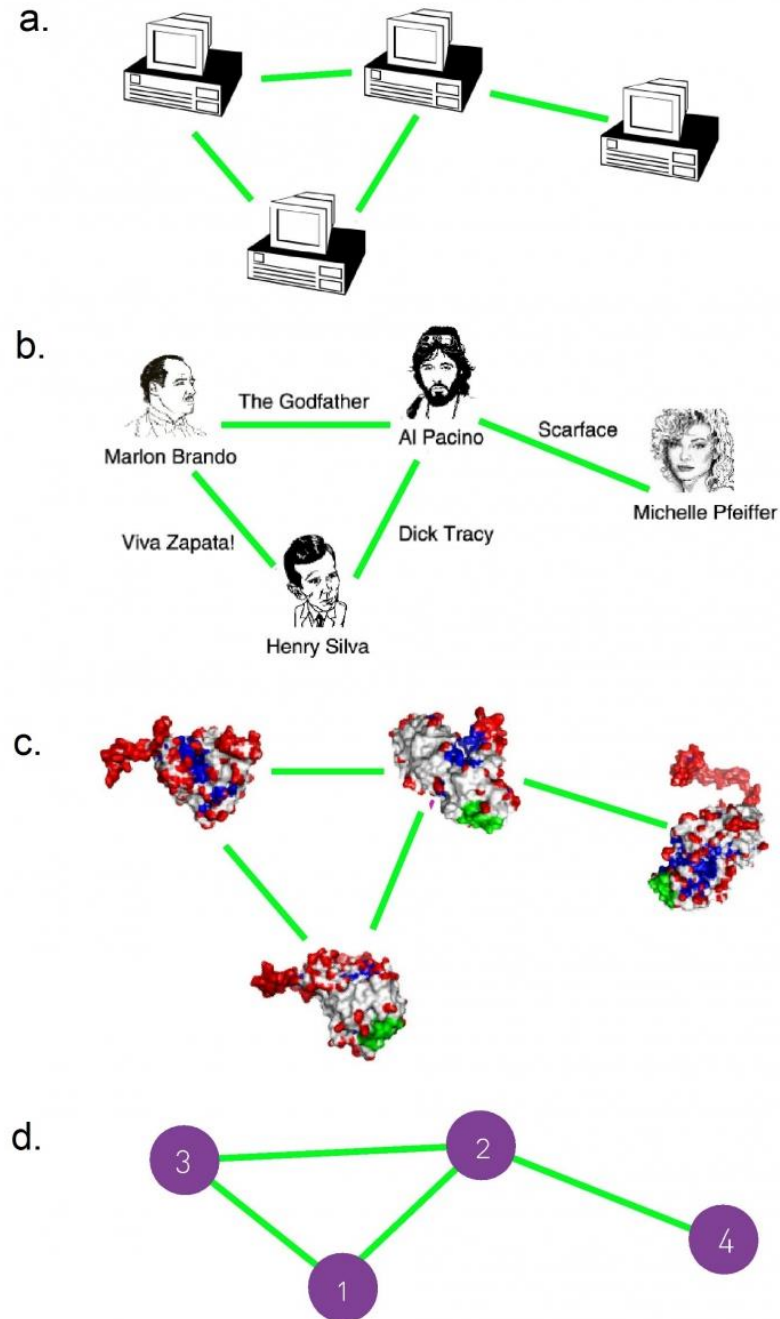 a.
b.
The Godfather
Al Pacino
Scarface
Marlon Brando
Michelle Pfeiffer
Viva Zapata!
Dick Tracy
Henry Silva
c.
d.
3
2
4
1